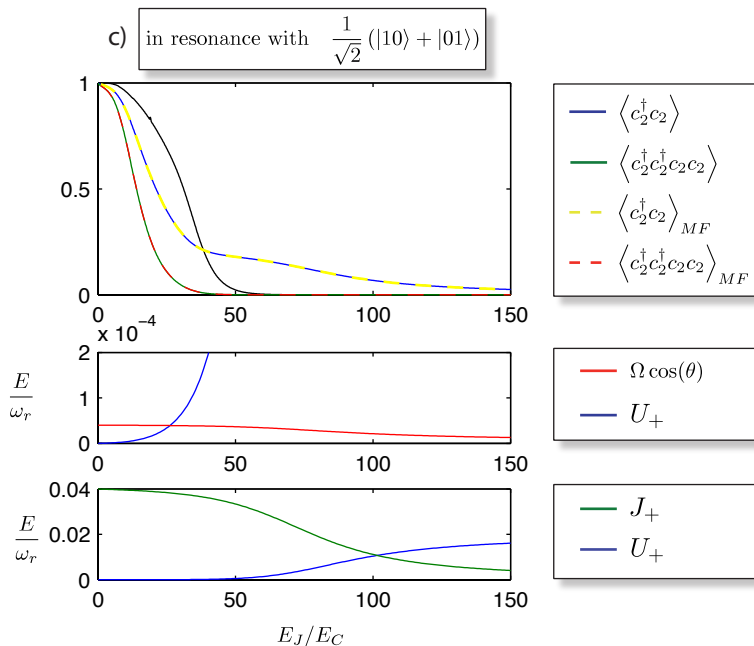 c) in resonance with 1/√2 (|10⟩ + |01⟩)
1
0.5
0
0 50 100 150
⟨c₂†c₂⟩
⟨c₂†c₂†c₂c₂⟩
⟨c₂†c₂⟩_MF
⟨c₂†c₂†c₂c₂⟩_MF
x 10⁻⁴
2
E/ω_r
1
0
0 50 100 150
Ω cos(θ)
U₊
0.04
E/ω_r
0.02
0
0 50 100 150
J₊
U₊
E_J/E_C